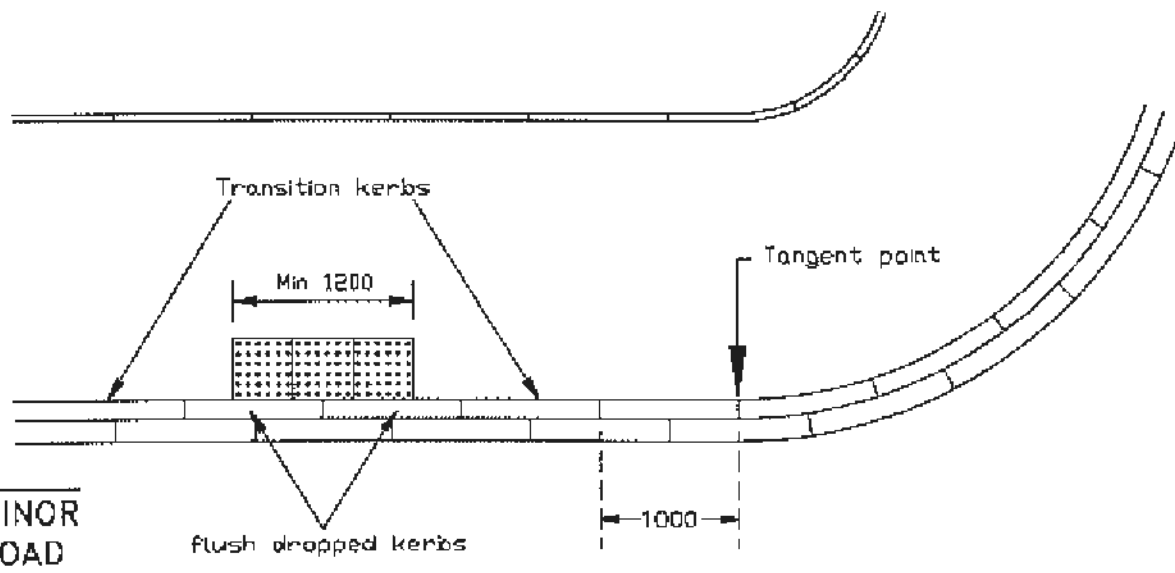 Transition kerbs
Tangent point
Min 1200
1000
INOR
OAD
flush dropped kerbs